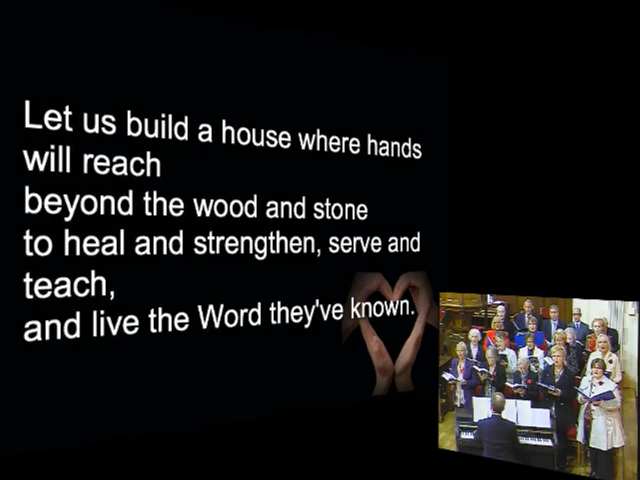 Let us build a house where hands
will reach
beyond the wood and stone
to heal and strengthen, serve and
teach,
and live the Word they've known.